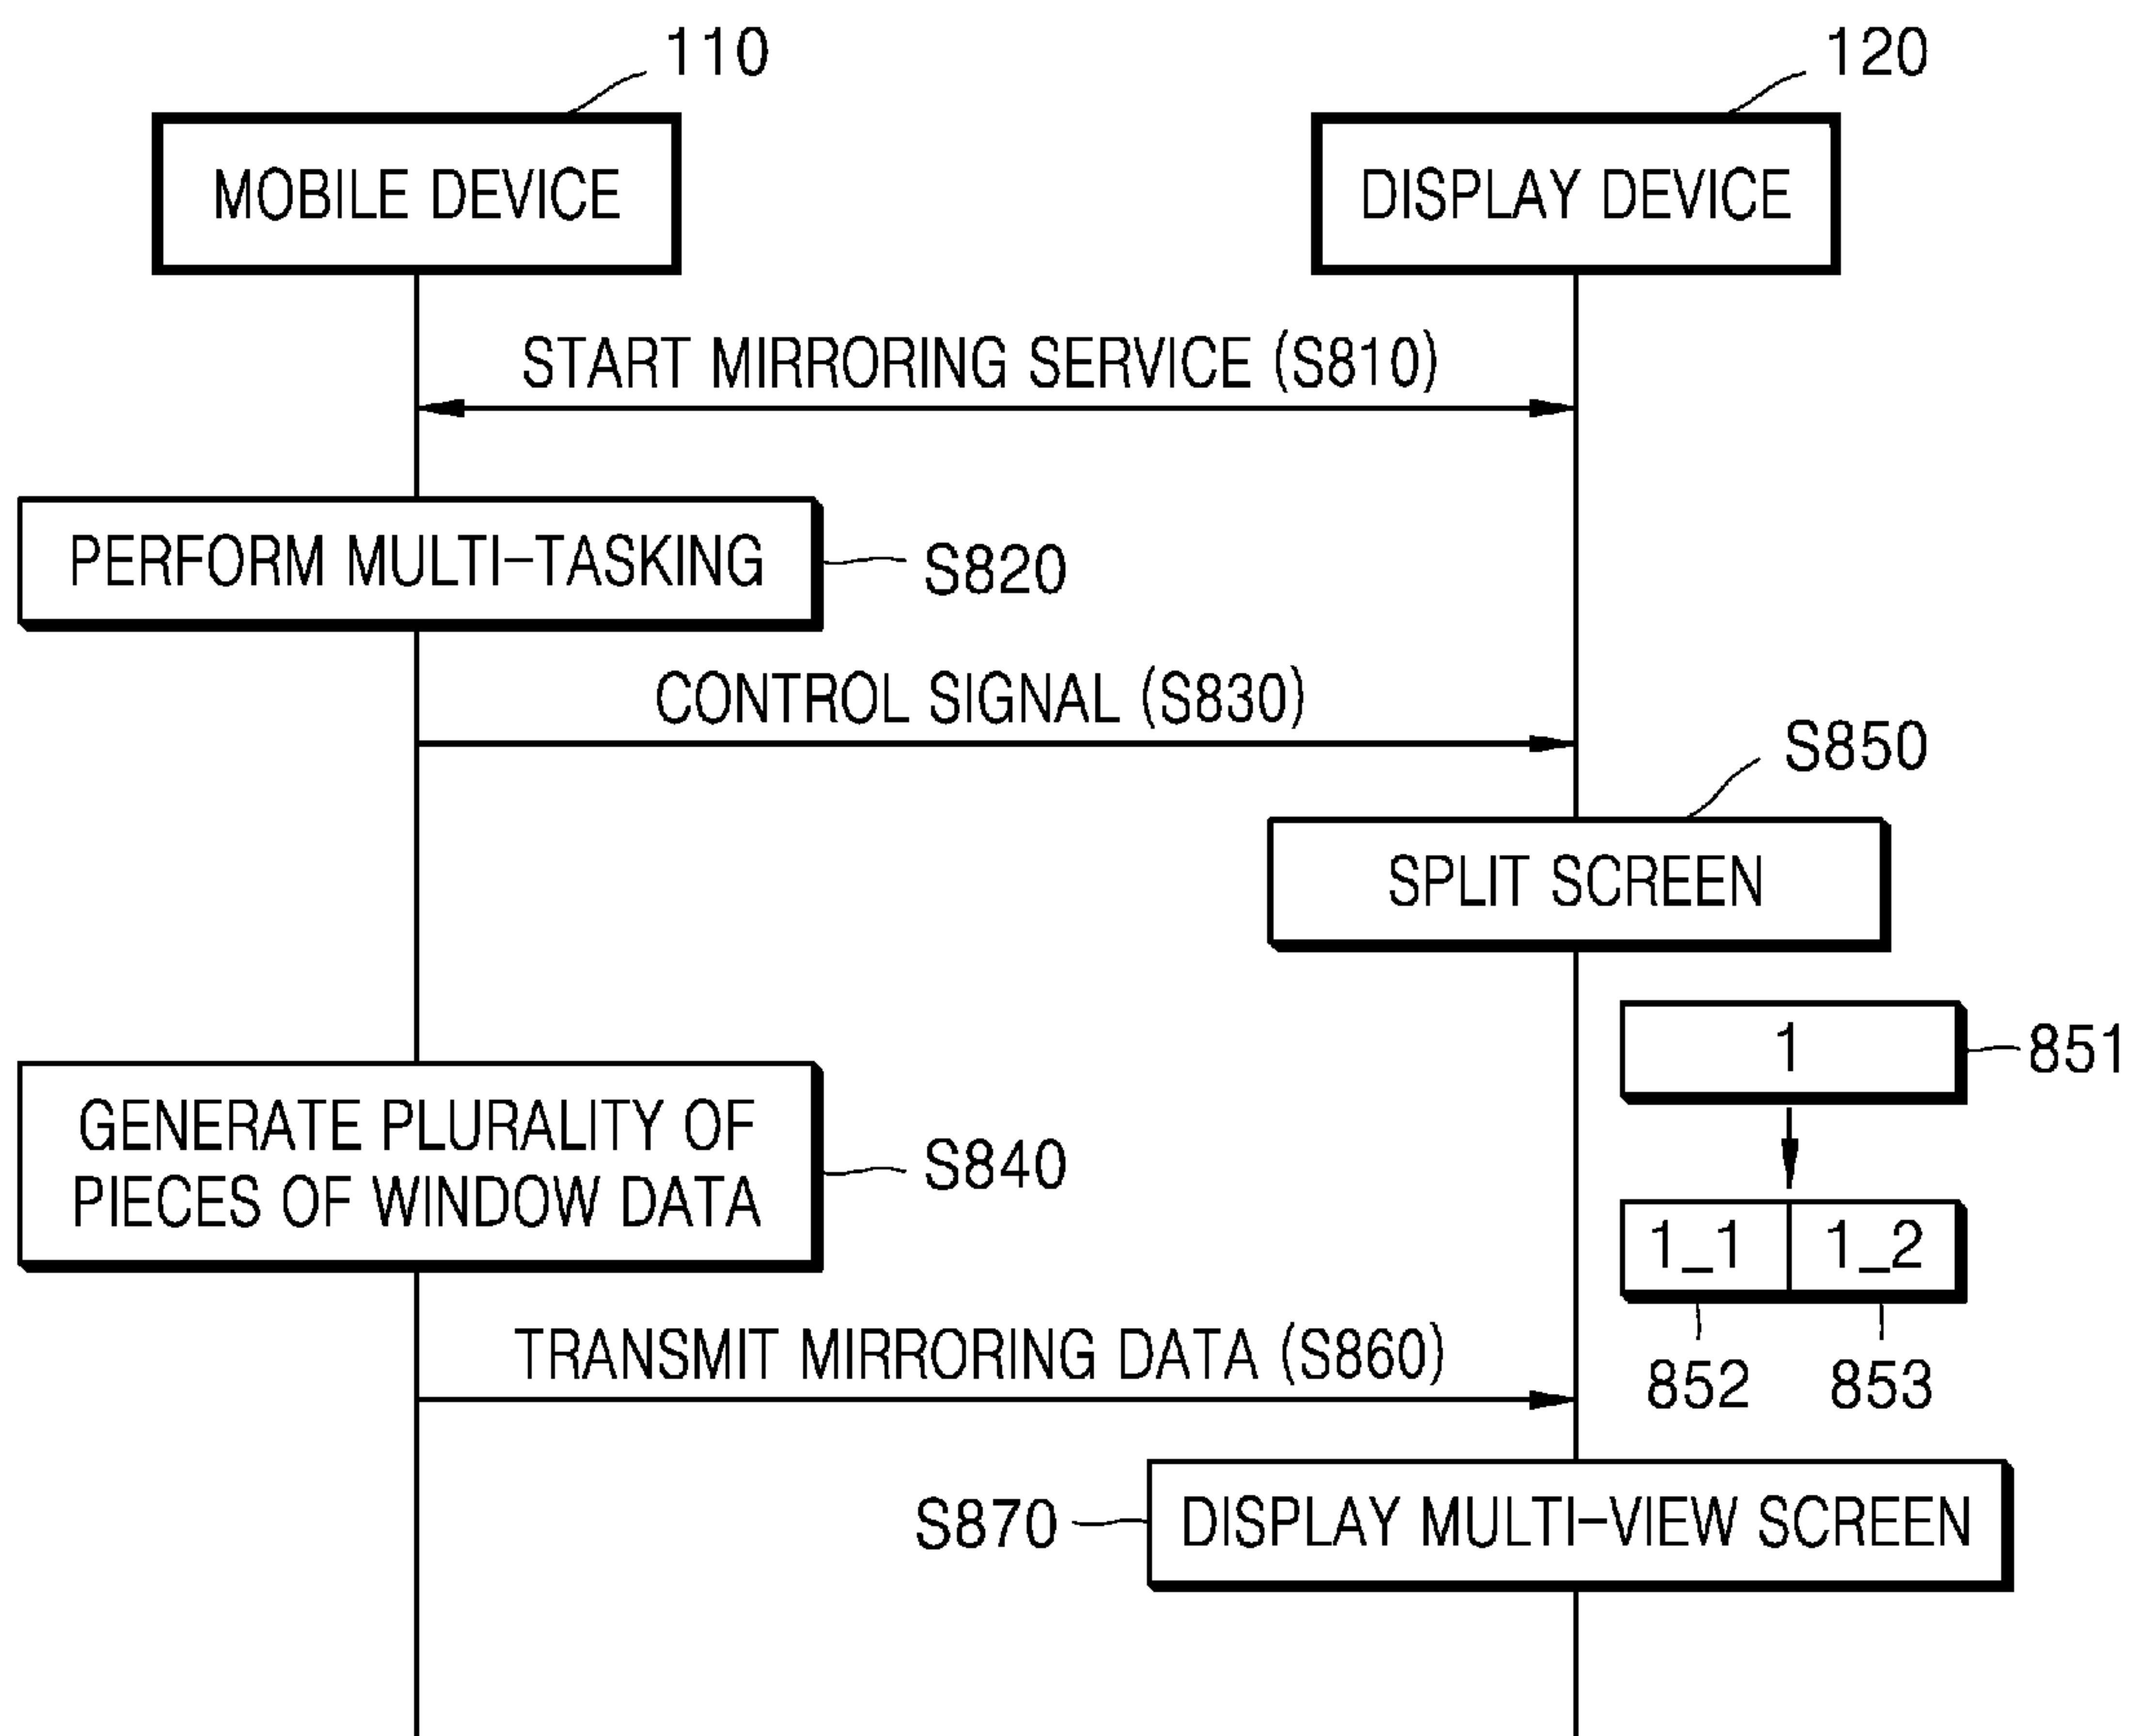 110
120
MOBILE DEVICE
DISPLAY DEVICE
START MIRRORING SERVICE (S810)
PERFORM MULTI-TASKING
S820
CONTROL SIGNAL (S830)
S850
SPLIT SCREEN
1
851
GENERATE PLURALITY OF
PIECES OF WINDOW DATA
S840
1_1
1_2
852
853
TRANSMIT MIRRORING DATA (S860)
S870
DISPLAY MULTI-VIEW SCREEN